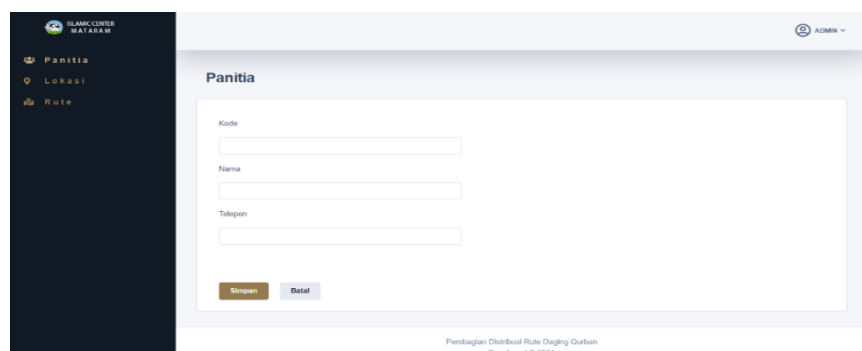 ISLAMIC CENTER
MATARAM
ADMIN
Panitia
Lokasi
Rute
Panitia
Kode
Nama
Telepon
Simpan
Batal
Pembagian Distribusi Rute Daging Qurban